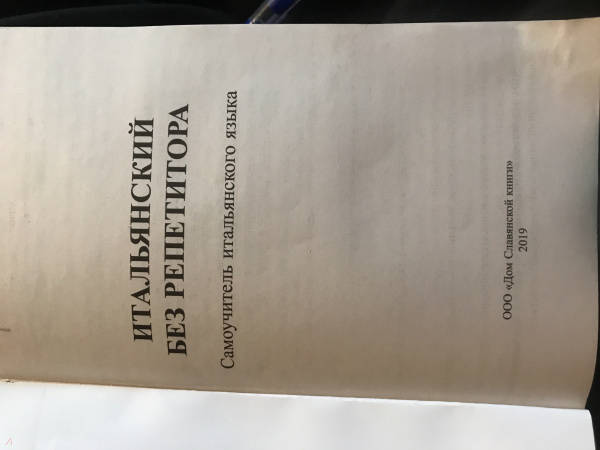 ИТАЛЬЯНСКИЙ
БЕЗ РЕПЕТИТОРА
Самоучитель итальянского языка
ООО «Дом Славянской книги»
2019